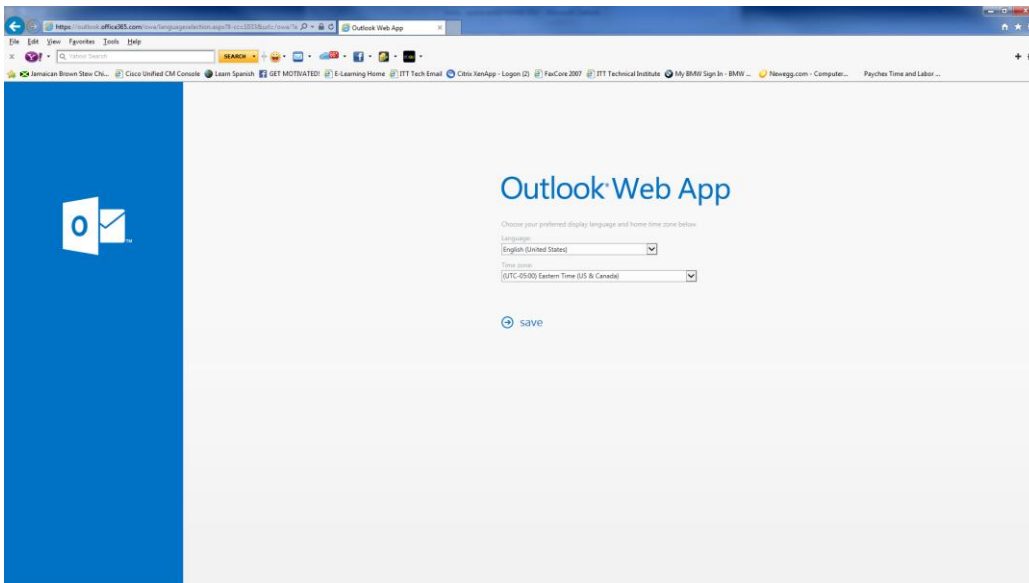 https://outlook.office365.com/owa/languageselection.aspx
Outlook Web App
File Edit View Favorites Tools Help
Yahoo Search
SEARCH
Jamaican Brown Stew Chi... Cisco Unified CM Console Learn Spanish GET MOTIVATED! E-Learning Home ITT Tech Email Citrix XenApp - Logon (2) FaxCore 2007 ITT Technical Institute My BMW Sign In - BMW ... Newegg.com - Computer... Paychex Time and Labor ...
Outlook Web App
O
TM
Choose your preferred display language and home time zone below.
Language:
English (United States)
Time zone:
(UTC-05:00) Eastern Time (US & Canada)
save